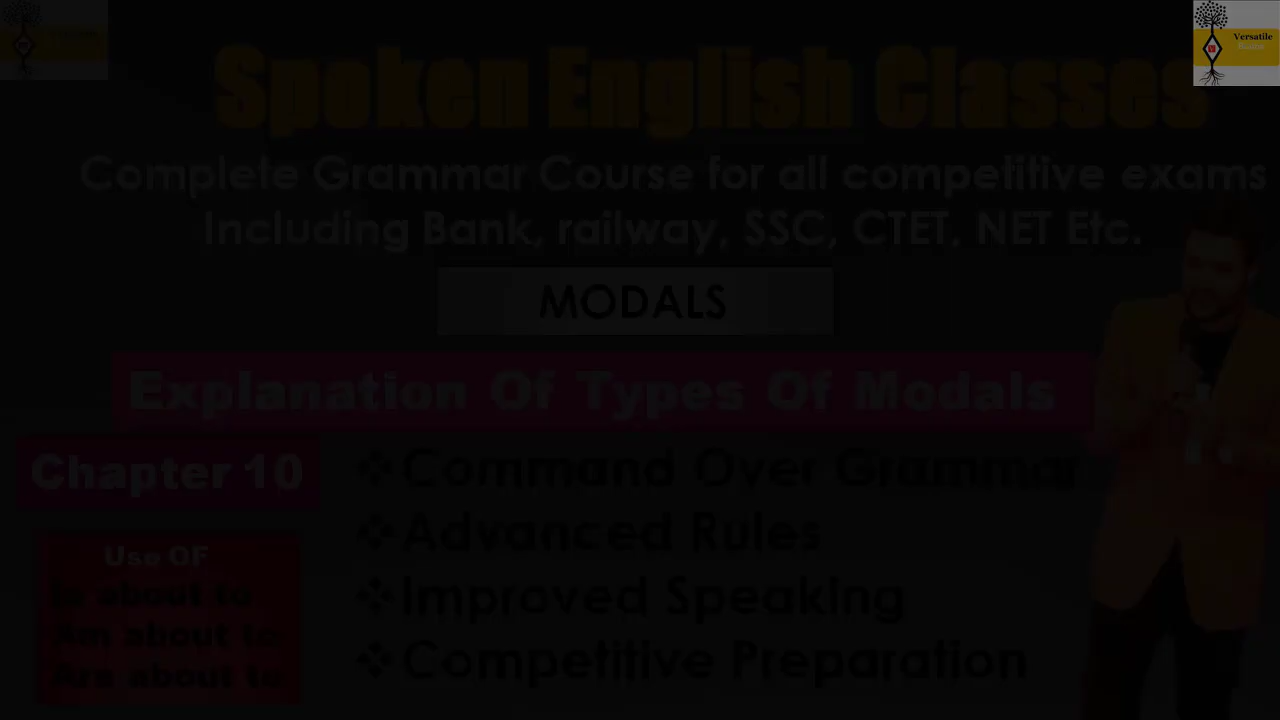 Versatile
Spoken English Classes
Complete Grammar Course for all competitive exams
Including Bank, railway, SSC, CTET, NET Etc.
MODALS
Explanation Of Types Of Modals
Chapter 10
❖Command Over Grammar
❖Advanced Rules
❖Improved Speaking
❖Competitive Preparation
Use OF
Is about to
Am about to
Are about to